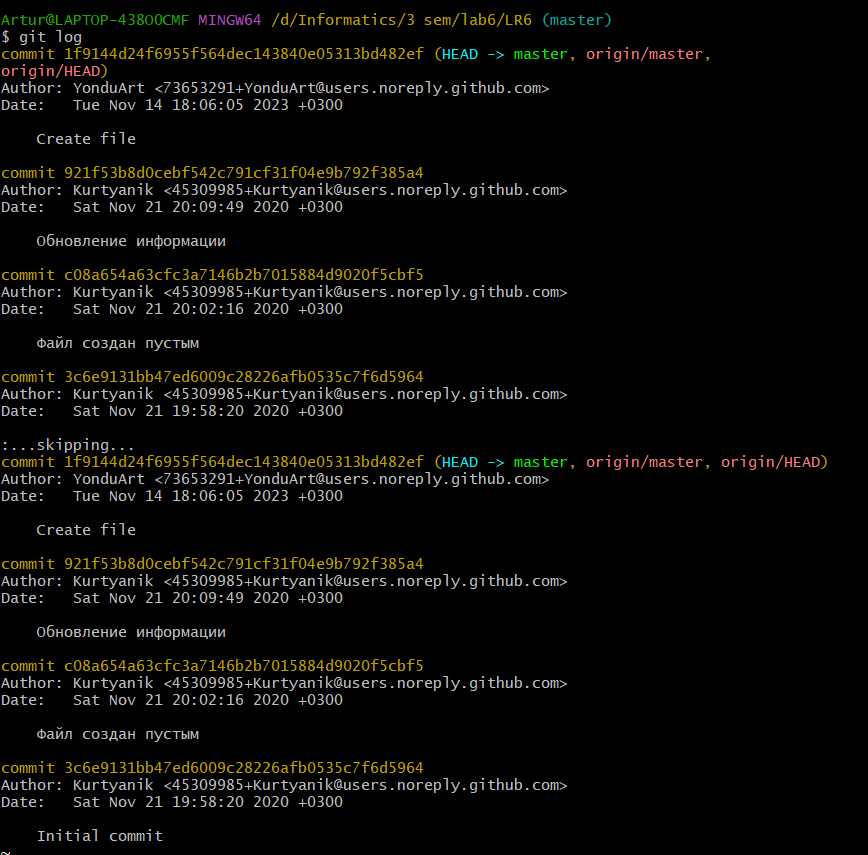 Artur@LAPTOP-438OOCMF MINGW64 /d/Informatics/3 sem/lab6/LR6 (master)
$ git log
commit 1f9144d24f6955f564dec143840e05313bd482ef (HEAD -> master, origin/master,
origin/HEAD)
Author: YonduArt <73653291+YonduArt@users.noreply.github.com>
Date:   Tue Nov 14 18:06:05 2023 +0300

    Create file

commit 921f53b8d0cebf542c791cf31f04e9b792f385a4
Author: Kurtyanik <45309985+Kurtyanik@users.noreply.github.com>
Date:   Sat Nov 21 20:09:49 2020 +0300

    Обновление информации

commit c08a654a63cfc3a7146b2b7015884d9020f5cbf5
Author: Kurtyanik <45309985+Kurtyanik@users.noreply.github.com>
Date:   Sat Nov 21 20:02:16 2020 +0300

    Файл создан пустым

commit 3c6e9131bb47ed6009c28226afb0535c7f6d5964
Author: Kurtyanik <45309985+Kurtyanik@users.noreply.github.com>
Date:   Sat Nov 21 19:58:20 2020 +0300

:...skipping...
commit 1f9144d24f6955f564dec143840e05313bd482ef (HEAD -> master, origin/master, origin/HEAD)
Author: YonduArt <73653291+YonduArt@users.noreply.github.com>
Date:   Tue Nov 14 18:06:05 2023 +0300

    Create file

commit 921f53b8d0cebf542c791cf31f04e9b792f385a4
Author: Kurtyanik <45309985+Kurtyanik@users.noreply.github.com>
Date:   Sat Nov 21 20:09:49 2020 +0300

    Обновление информации

commit c08a654a63cfc3a7146b2b7015884d9020f5cbf5
Author: Kurtyanik <45309985+Kurtyanik@users.noreply.github.com>
Date:   Sat Nov 21 20:02:16 2020 +0300

    Файл создан пустым

commit 3c6e9131bb47ed6009c28226afb0535c7f6d5964
Author: Kurtyanik <45309985+Kurtyanik@users.noreply.github.com>
Date:   Sat Nov 21 19:58:20 2020 +0300

    Initial commit
~